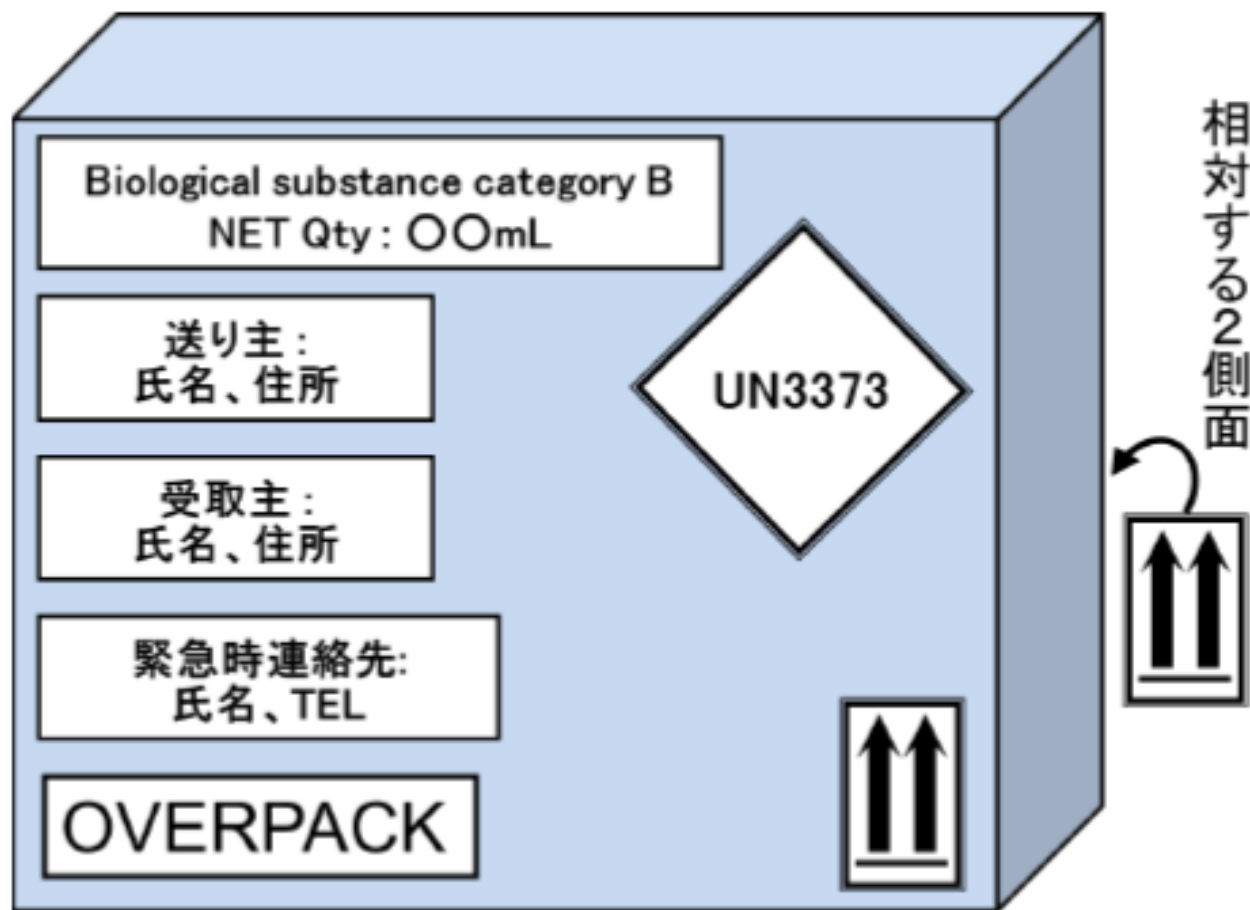 Biological substance category B
NET Qty : 〇〇mL
送り主 :
氏名、住所
受取主 :
氏名、住所
緊急時連絡先:
氏名、TEL
OVERPACK
UN3373
相対する2側面